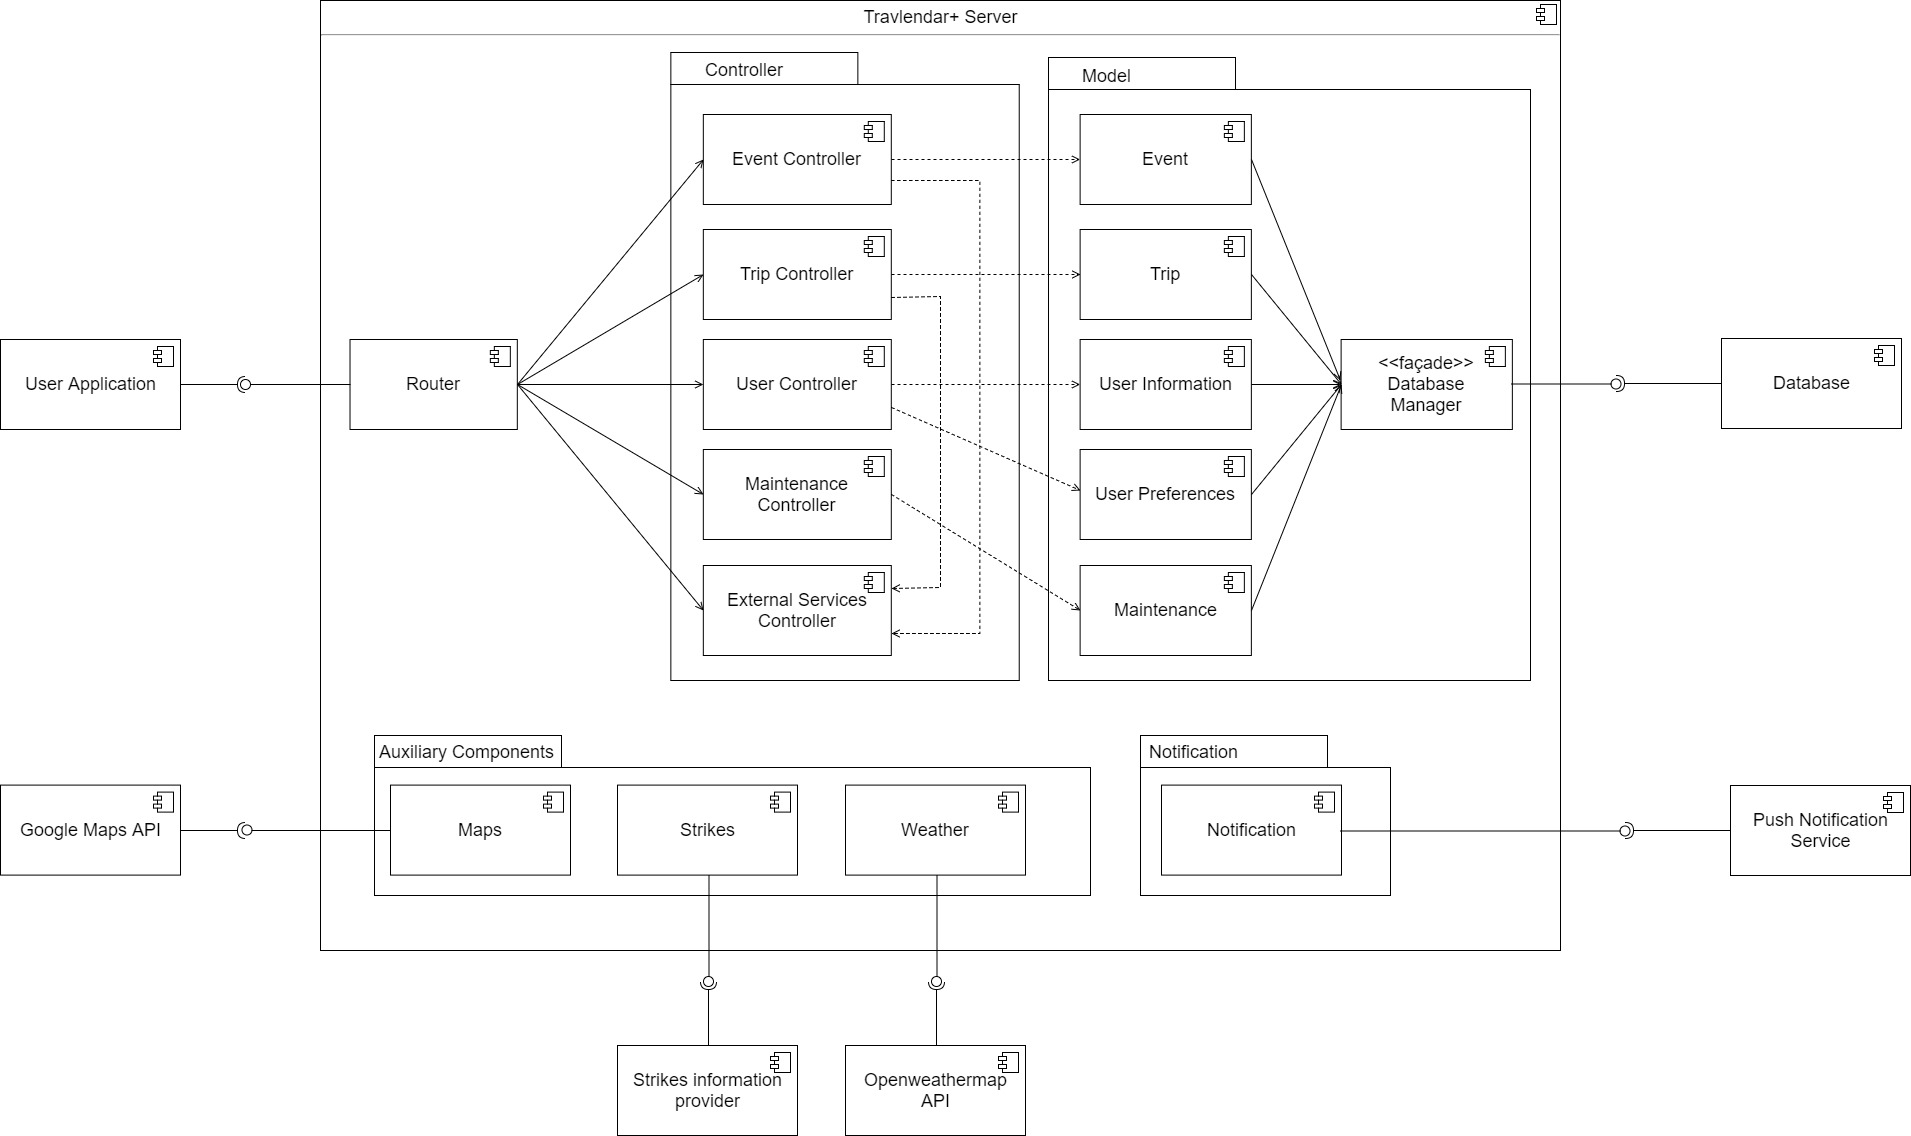 Travlendar+ Server
Controller
Model
Event Controller
Event
Trip Controller
Trip
User Application
Router
User Controller
User Information
<<façade>>
Database
Manager
Database
Maintenance
Controller
User Preferences
External Services
Controller
Maintenance
Auxiliary Components
Notification
Google Maps API
Maps
Strikes
Weather
Notification
Push Notification
Service
Strikes information
provider
Openweathermap
API